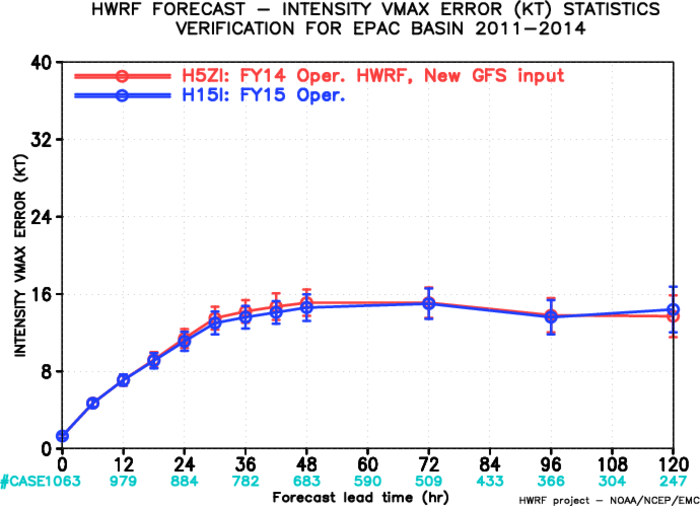 HWRF FORECAST – INTENSITY VMAX ERROR (KT) STATISTICS
VERIFICATION FOR EPAC BASIN 2011–2014
H5ZI: FY14 Oper. HWRF, New GFS input
H15I: FY15 Oper.
INTENSITY VMAX ERROR (KT)
40
32
24
16
8
0
0 12 24 36 48 60 72 84 96 108 120
#CASE1063 979 884 782 683 590 509 433 366 304 247
Forecast lead time (hr)
HWRF project – NOAA/NCEP/EMC